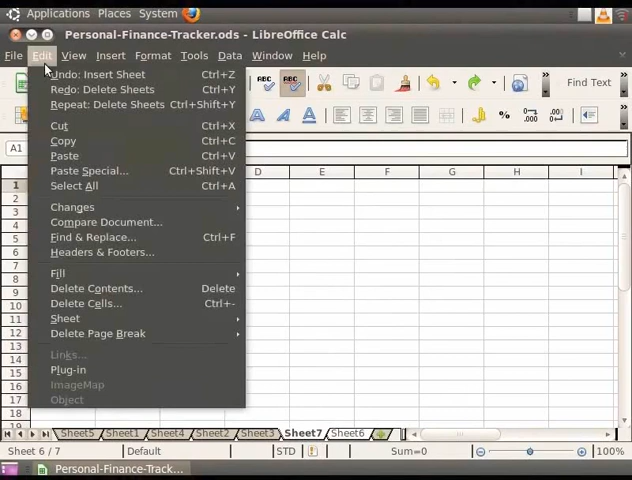 Applications Places System
Personal-Finance-Tracker.ods - LibreOffice Calc
File Edit View Insert Format Tools Data Window Help
Undo: Insert Sheet Ctrl+Z
Redo: Delete Sheets Ctrl+Y
Repeat: Delete Sheets Ctrl+Shift+Y
Find Text
Cut Ctrl+X
Copy Ctrl+C
Paste Ctrl+V
Paste Special... Ctrl+Shift+V
Select All Ctrl+A
Changes
Compare Document...
Find & Replace... Ctrl+F
Headers & Footers...
Fill
Delete Contents... Delete
Delete Cells... Ctrl+-
Sheet
Delete Page Break
Links...
Plug-in
ImageMap
Object
A1
D E F G H I
1
2
3
4
5
6
7
8
9
10
11
12
13
14
15
16
17
18
Sheet5 Sheet1 Sheet4 Sheet2 Sheet3 Sheet7 Sheet6
Sheet 6 / 7 Default STD Sum=0 100%
Personal-Finance-Track...